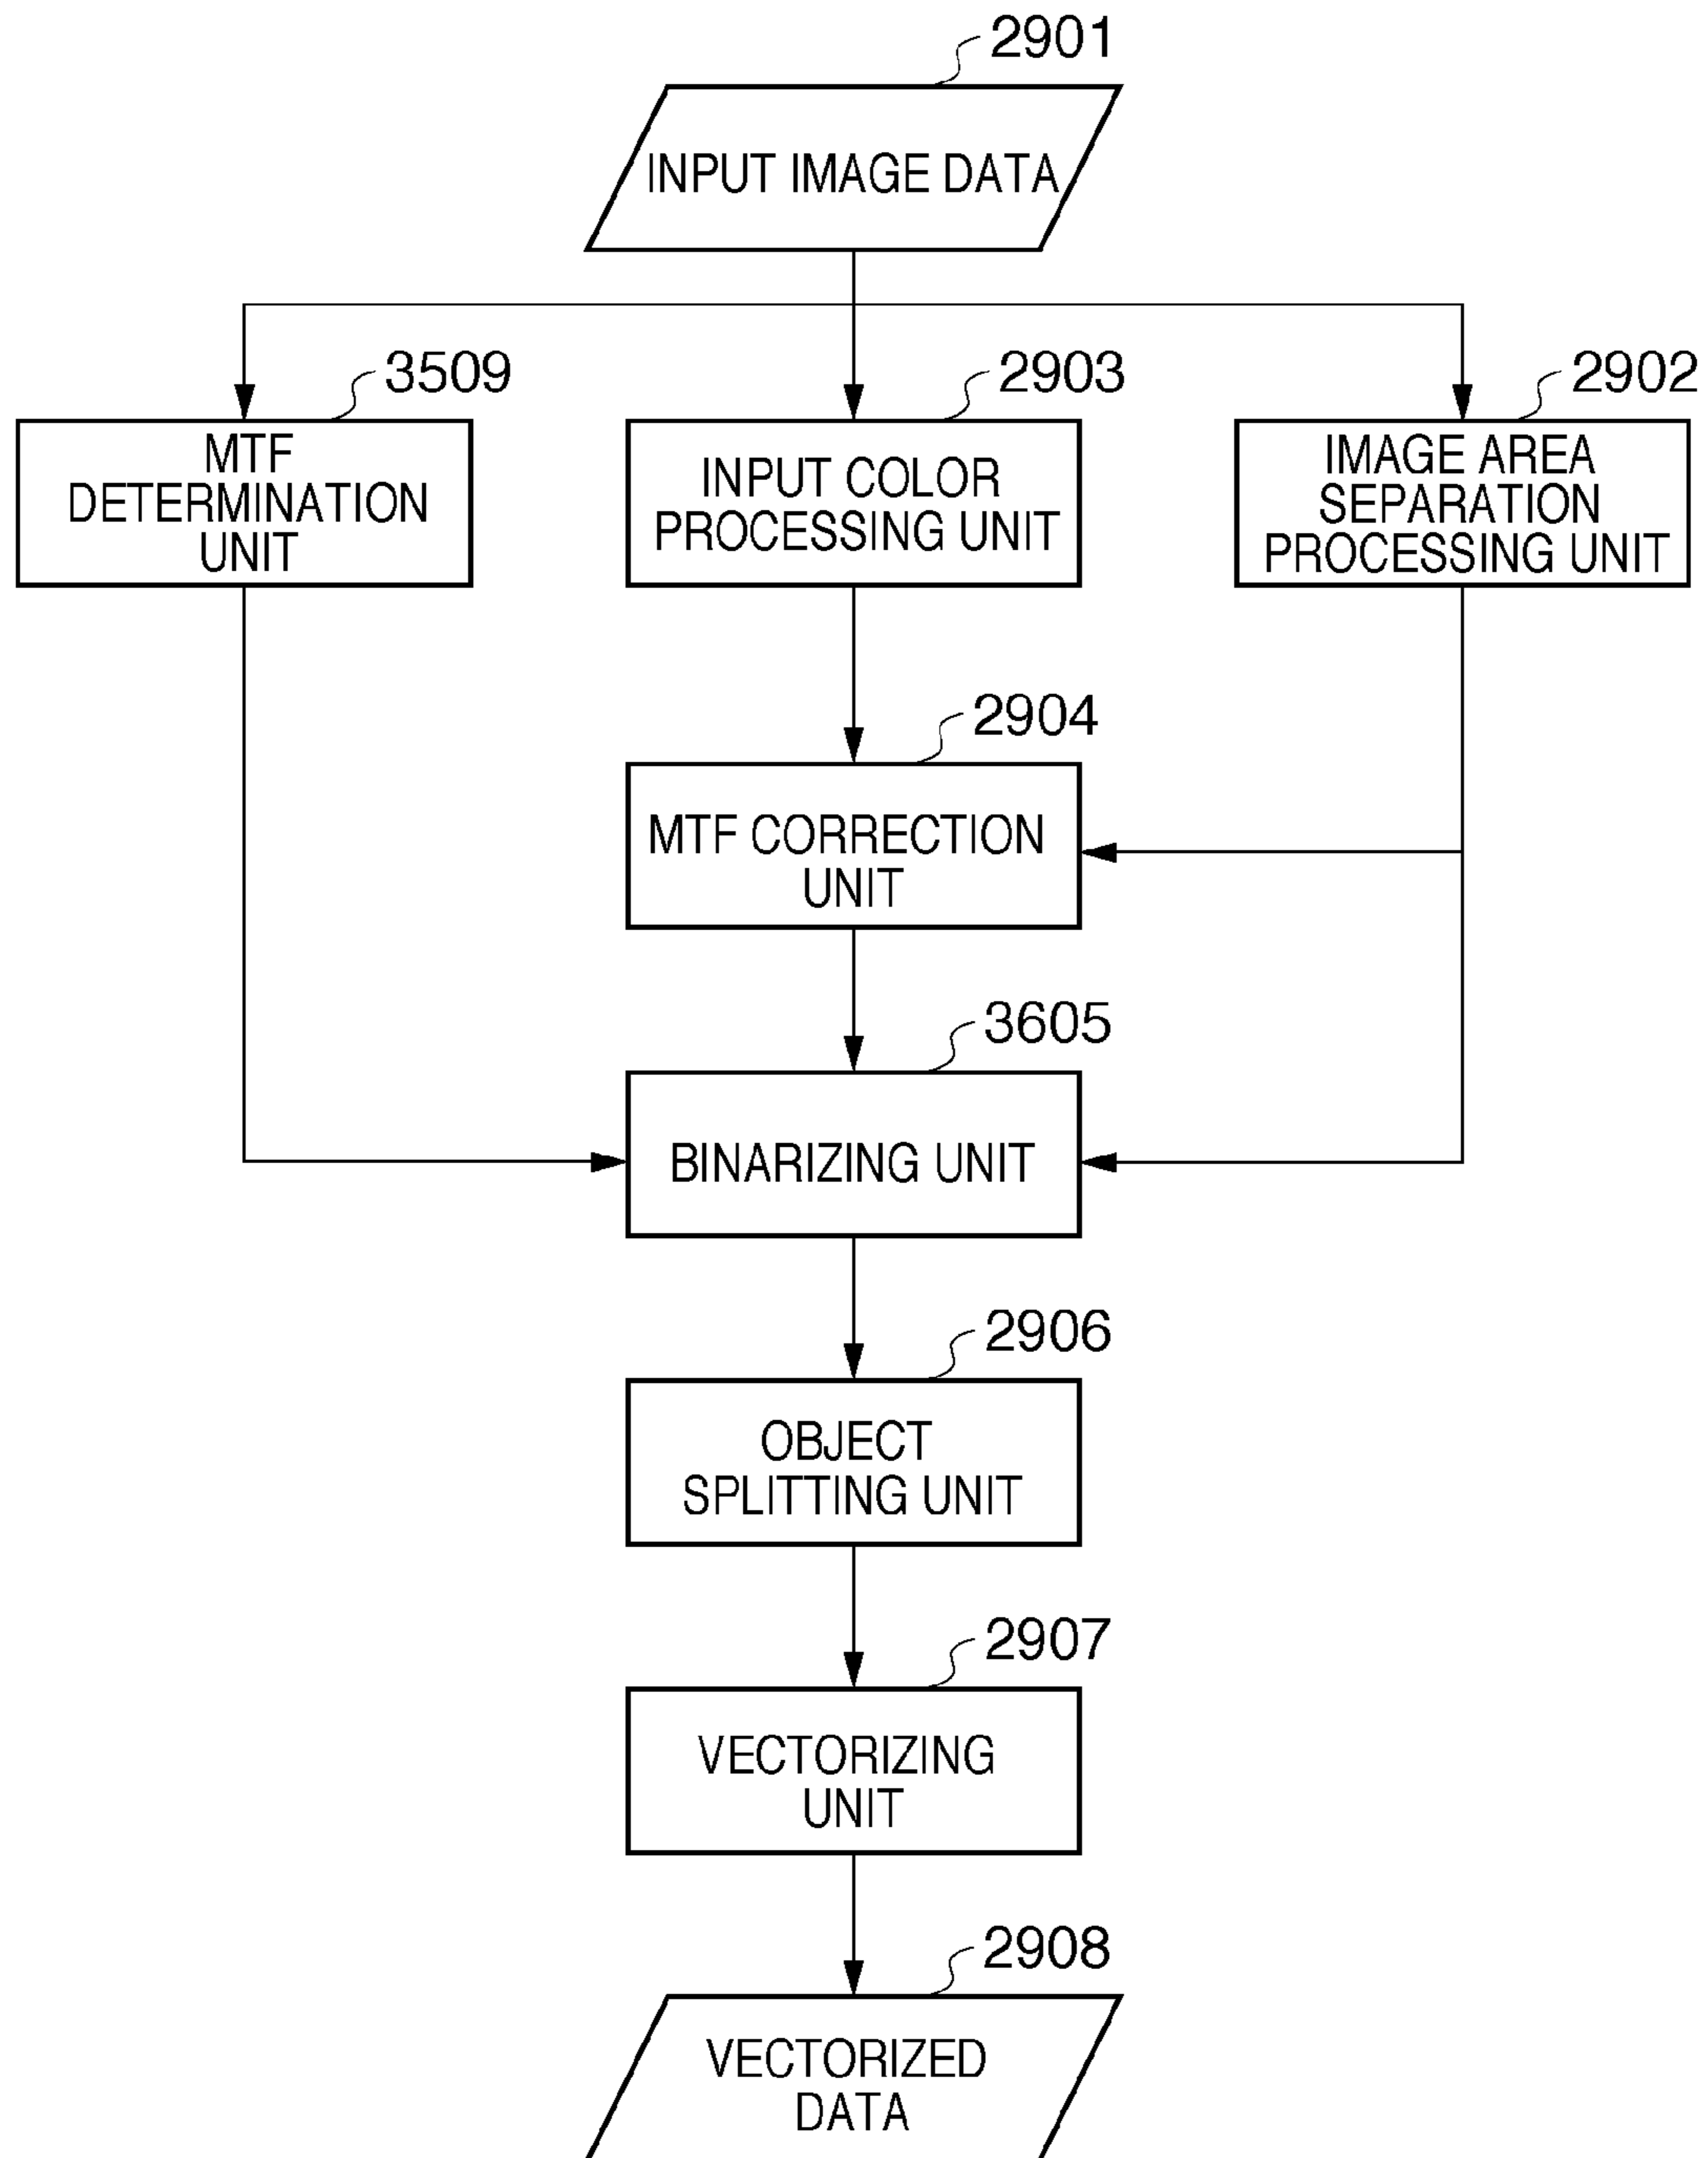 2901
INPUT IMAGE DATA
3509
MTF
DETERMINATION
UNIT
2903
INPUT COLOR
PROCESSING UNIT
2902
IMAGE AREA
SEPARATION
PROCESSING UNIT
2904
MTF CORRECTION
UNIT
3605
BINARIZING UNIT
2906
OBJECT
SPLITTING UNIT
2907
VECTORIZING
UNIT
2908
VECTORIZED
DATA